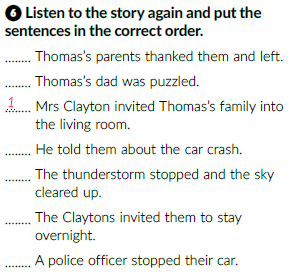 6 Listen to the story again and put the
sentences in the correct order.
........ Thomas's parents thanked them and left.
........ Thomas's dad was puzzled.
...1..... Mrs Clayton invited Thomas's family into
the living room.
........ He told them about the car crash.
........ The thunderstorm stopped and the sky
cleared up.
........ The Claytons invited them to stay
overnight.
........ A police officer stopped their car.